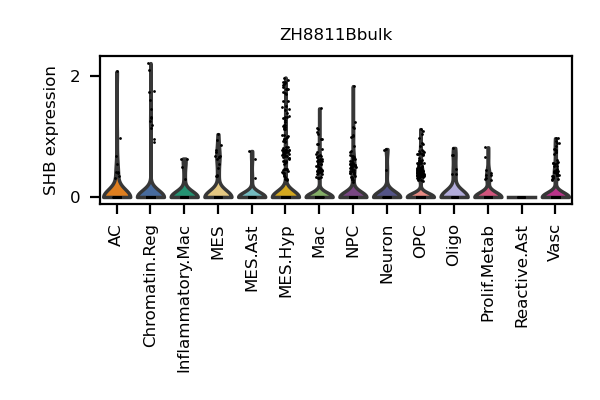 ZH8811Bbulk
SHB expression
2
0
AC
Chromatin.Reg
Inflammatory.Mac
MES
MES.Ast
MES.Hyp
Mac
NPC
Neuron
OPC
Oligo
Prolif.Metab
Reactive.Ast
Vasc